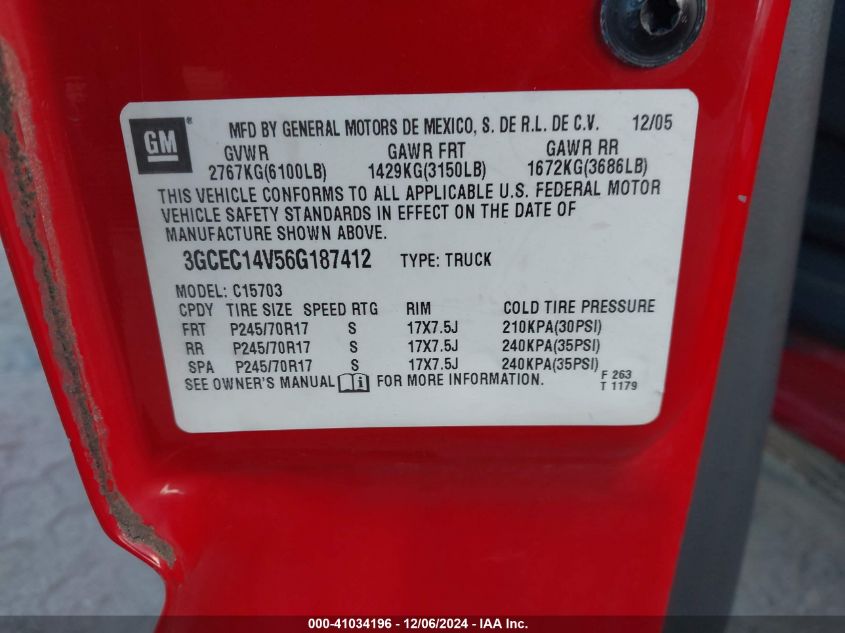 GM ® MFD BY GENERAL MOTORS DE MEXICO, S. DE R.L. DE C.V. 12/05
GVWR GAWR FRT GAWR RR
2767KG(6100LB) 1429KG(3150LB) 1672KG(3686LB)
THIS VEHICLE CONFORMS TO ALL APPLICABLE U.S. FEDERAL MOTOR
VEHICLE SAFETY STANDARDS IN EFFECT ON THE DATE OF
MANUFACTURE SHOWN ABOVE.
3GCEC14V56G187412 TYPE: TRUCK
MODEL: C15703
CPDY TIRE SIZE SPEED RTG RIM COLD TIRE PRESSURE
FRT P245/70R17 S 17X7.5J 210KPA(30PSI)
RR P245/70R17 S 17X7.5J 240KPA(35PSI)
SPA P245/70R17 S 17X7.5J 240KPA(35PSI)
SEE OWNER'S MANUAL i FOR MORE INFORMATION. F 263
T 1179
000-41034196 - 12/06/2024 - IAA Inc.